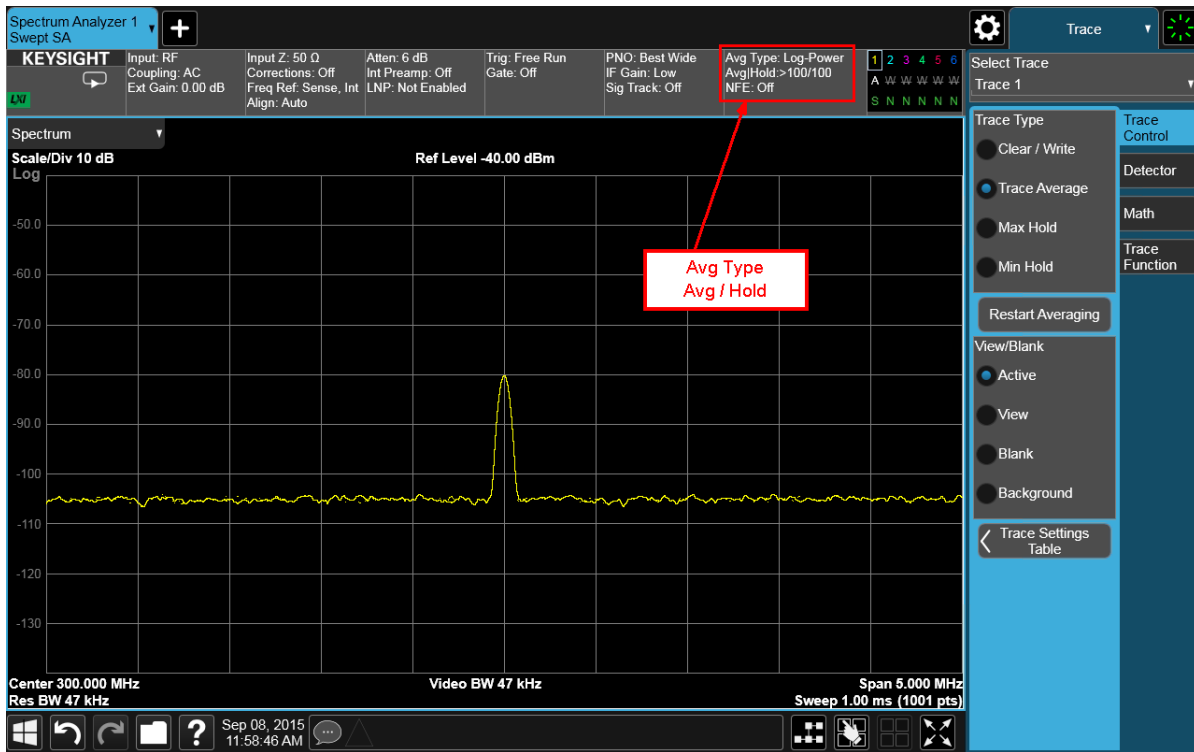 Spectrum Analyzer 1
Swept SA
Trace
KEYSIGHT
LXI
Input: RF
Coupling: AC
Ext Gain: 0.00 dB
Input Z: 50 Ω
Corrections: Off
Freq Ref: Sense, Int
Align: Auto
Atten: 6 dB
Int Preamp: Off
LNP: Not Enabled
Trig: Free Run
Gate: Off
PNO: Best Wide
IF Gain: Low
Sig Track: Off
Avg Type: Log-Power
Avg|Hold:>100/100
NFE: Off
1 2 3 4 5 6
A W W W W W
S N N N N N
Select Trace
Trace 1
Spectrum
Scale/Div 10 dB
Ref Level -40.00 dBm
Log
-50.0
-60.0
-70.0
-80.0
-90.0
-100
-110
-120
-130
Avg Type
Avg / Hold
Center 300.000 MHz
Video BW 47 kHz
Span 5.000 MHz
Res BW 47 kHz
Sweep 1.00 ms (1001 pts)
Trace Type
Clear / Write
Trace Average
Max Hold
Min Hold
Restart Averaging
View/Blank
Active
View
Blank
Background
Trace Settings
Table
Trace
Control
Detector
Math
Trace
Function
?
Sep 08, 2015
11:58:46 AM